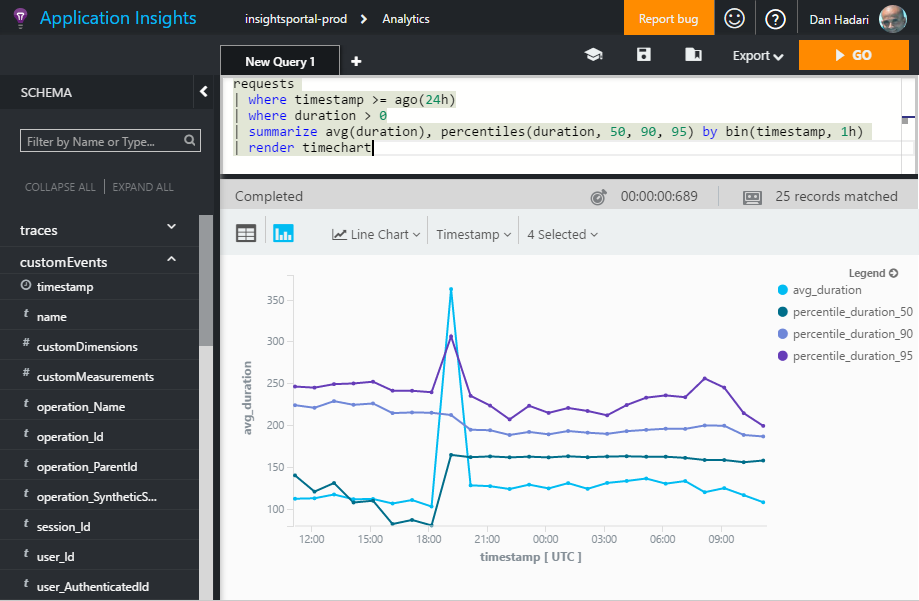 Application Insights
insightsportal-prod
Analytics
Report bug
Dan Hadari
New Query 1
Export
GO
SCHEMA
Filter by Name or Type...
COLLAPSE ALL
EXPAND ALL
traces
customEvents
timestamp
t name
# customDimensions
# customMeasurements
t operation_Name
t operation_Id
t operation_ParentId
t operation_SyntheticS...
t session_Id
t user_Id
t user_AuthenticatedId
requests
| where timestamp >= ago(24h)
| where duration > 0
| summarize avg(duration), percentiles(duration, 50, 90, 95) by bin(timestamp, 1h)
| render timechart
Completed
00:00:00:689
25 records matched
Line Chart
Timestamp
4 Selected
Legend
avg_duration
percentile_duration_50
percentile_duration_90
percentile_duration_95
avg_duration
350
300
250
200
150
100
12:00 15:00 18:00 21:00 00:00 03:00 06:00 09:00
timestamp [ UTC ]